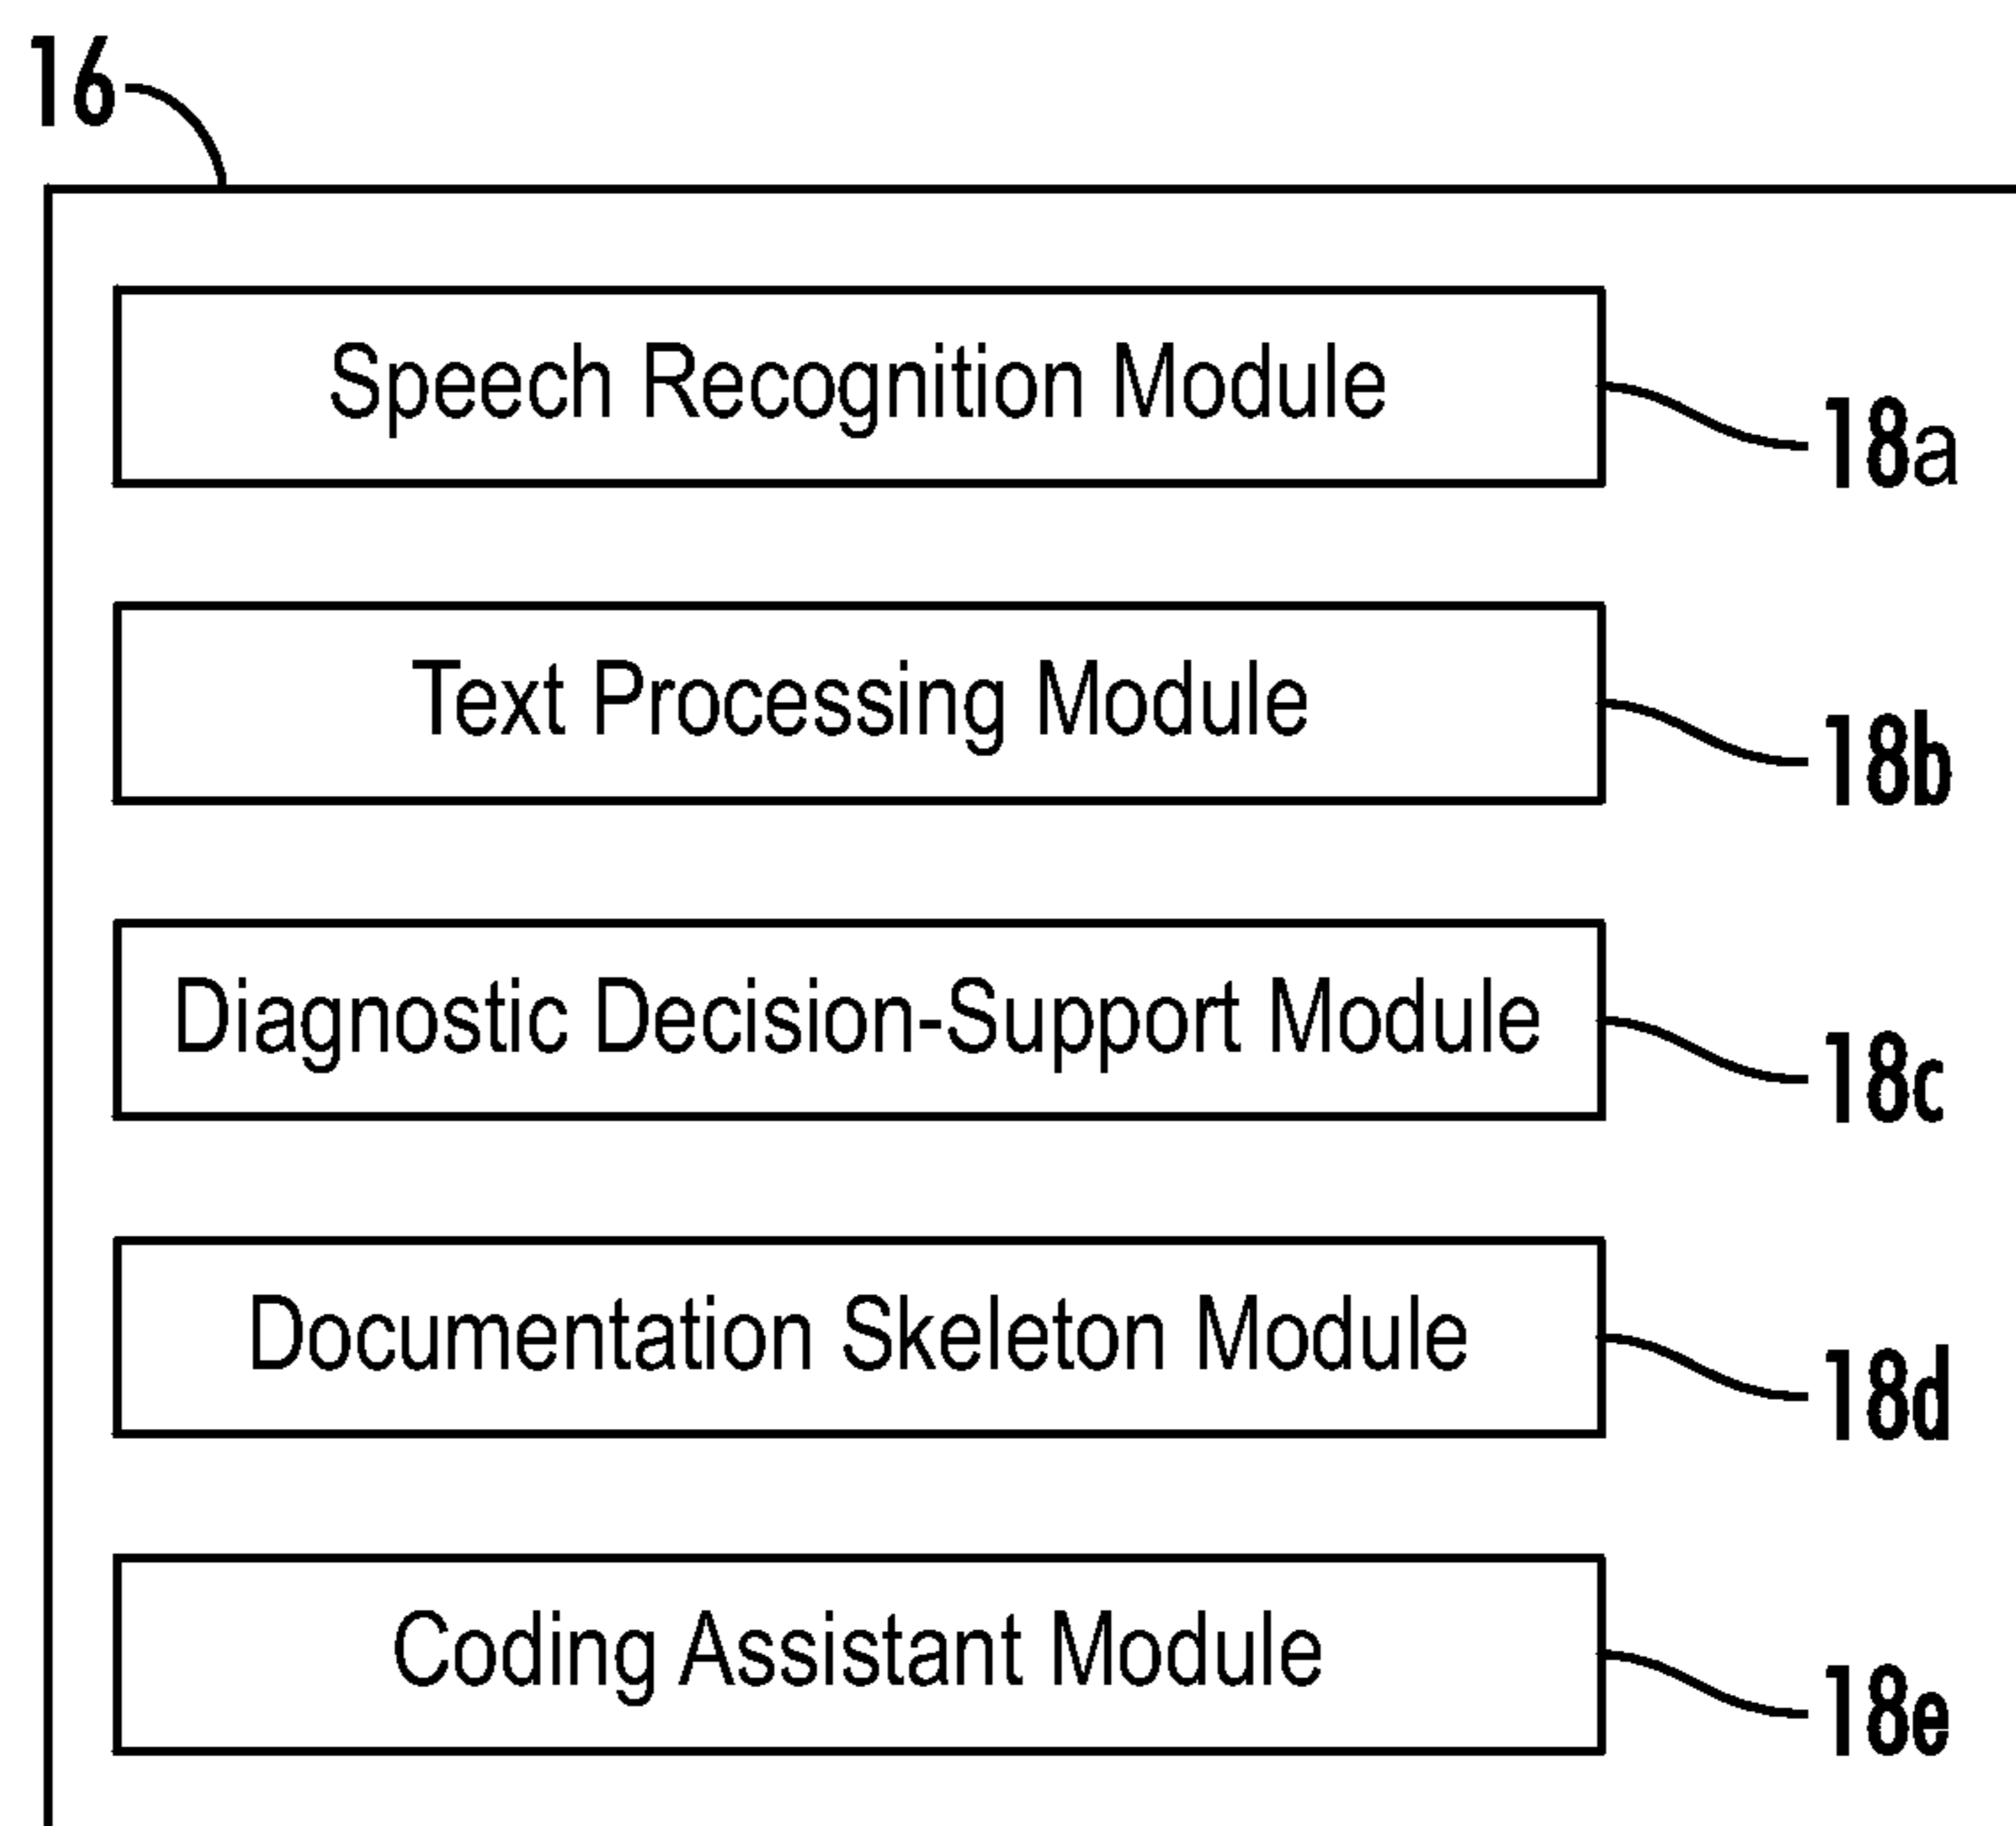 16
Speech Recognition Module
18a
Text Processing Module
18b
Diagnostic Decision-Support Module
18c
Documentation Skeleton Module
18d
Coding Assistant Module
18e